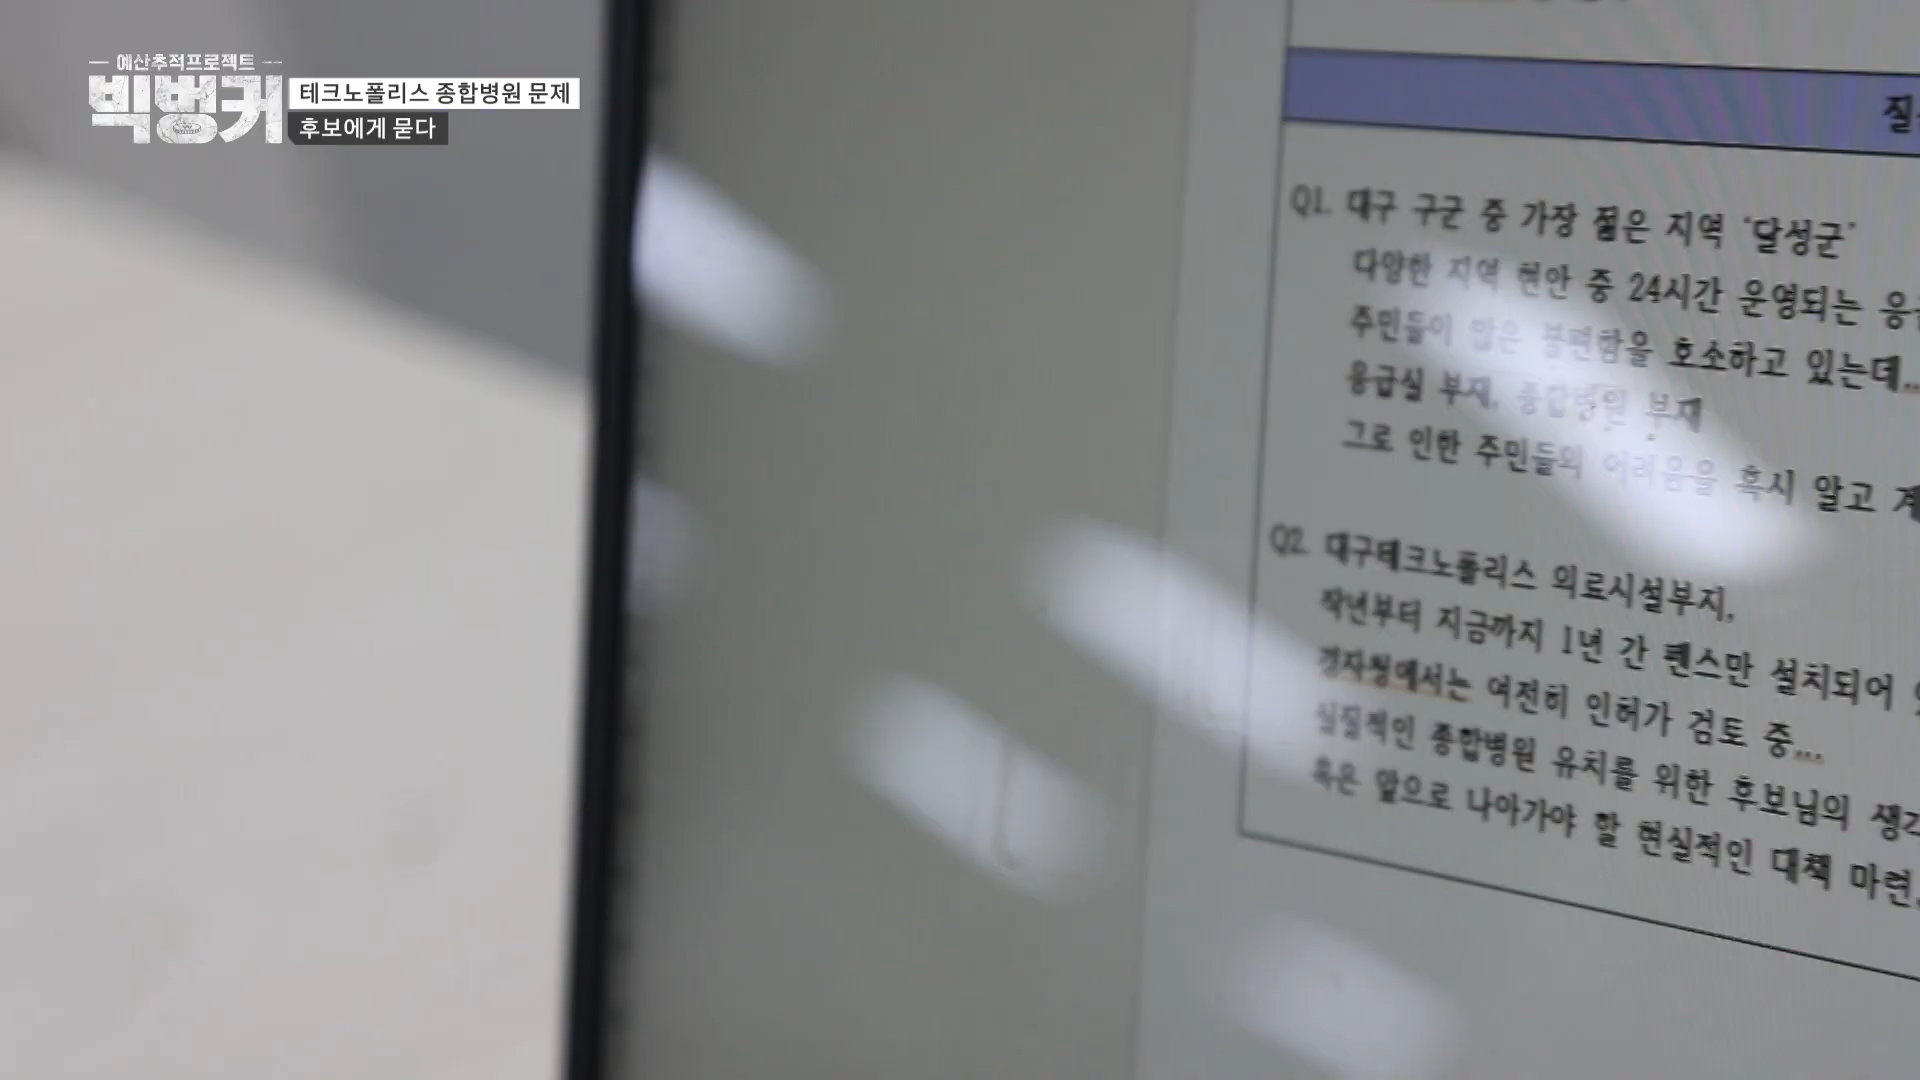 예산추적프로젝트
빅벙커
테크노폴리스 종합병원 문제
후보에게 묻다
Q1. 대구 구군 중 가장 젊은 지역 '달성군'
다양한 지역 현안 중 24시간 운영되는
주민들이 많은 불편함을 호소하고 있는데...
응급실 부재, 종합병원 부재
그로 인한 주민들의 어려움을 혹시 알고
Q2. 대구테크노폴리스 의료시설부지,
작년부터 지금까지 1년 간 펜스만 설치되어
경자청에서는 여전히 인허가 검토 중...
실질적인 종합병원 유치를 위한 후보님의
혹은 앞으로 나아가야 할 현실적인 대책 마련